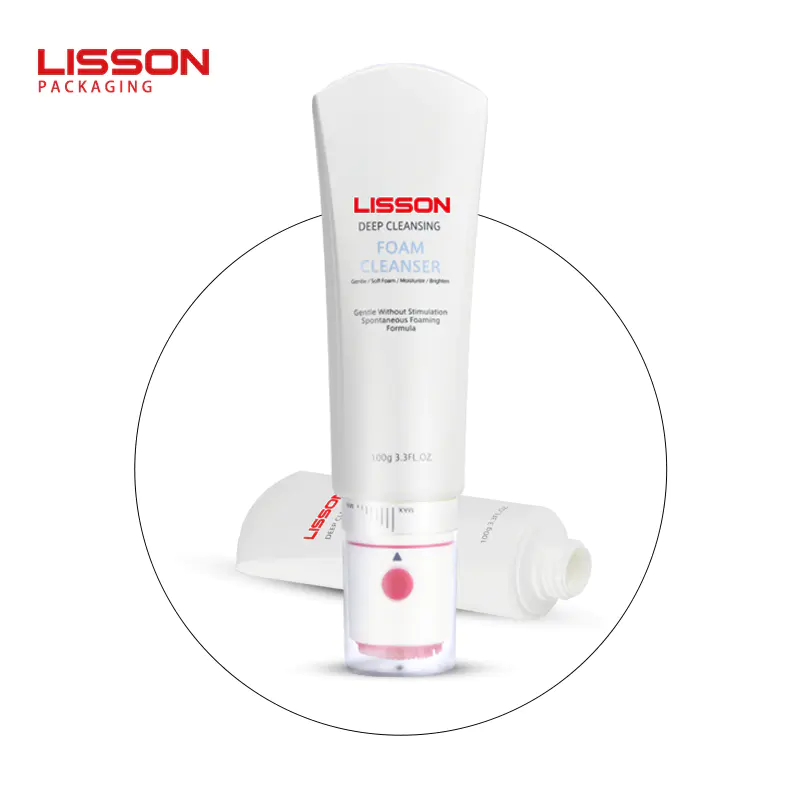 LISSON
PACKAGING
LISSON
DEEP CLEANSING
FOAM
CLEANSER
Gentle / Soft Foam / Moisturize / Brighten
Gentle Without Stimulation
Spontaneous Foaming
Formula
100g 3.3FL.OZ
LISSON
DEEP CL
100g 3.3FL.OZ
MAX